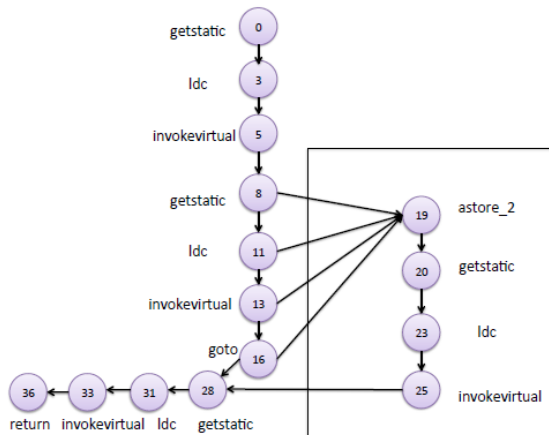 getstatic 0
ldc 3
invokevirtual 5
getstatic 8
19 astore_2
ldc 11
20 getstatic
invokevirtual 13
23 ldc
goto 16
36 33 31 28 25 invokevirtual
return invokevirtual ldc getstatic